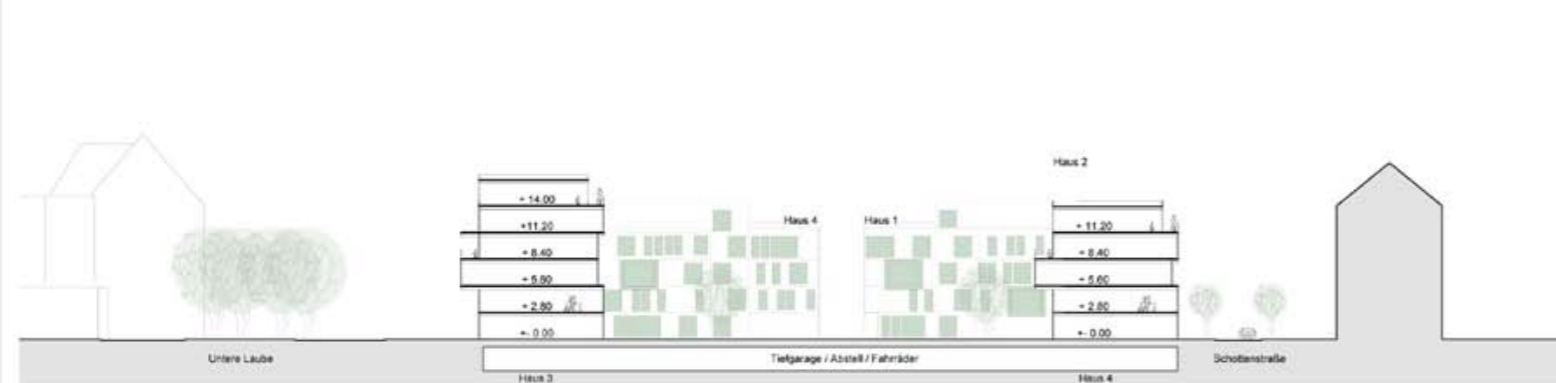 Haus 2
+ 14.00
+11.20
+ 8.40
+ 5.60
+ 2.80
+- 0.00
Haus 4
Haus 1
+ 11.20
+ 8.40
+ 5.60
+ 2.80
+- 0.00
Untere Laube
Tiefgarage / Abstell / Fahrräder
Schottenstraße
Haus 3
Haus 4